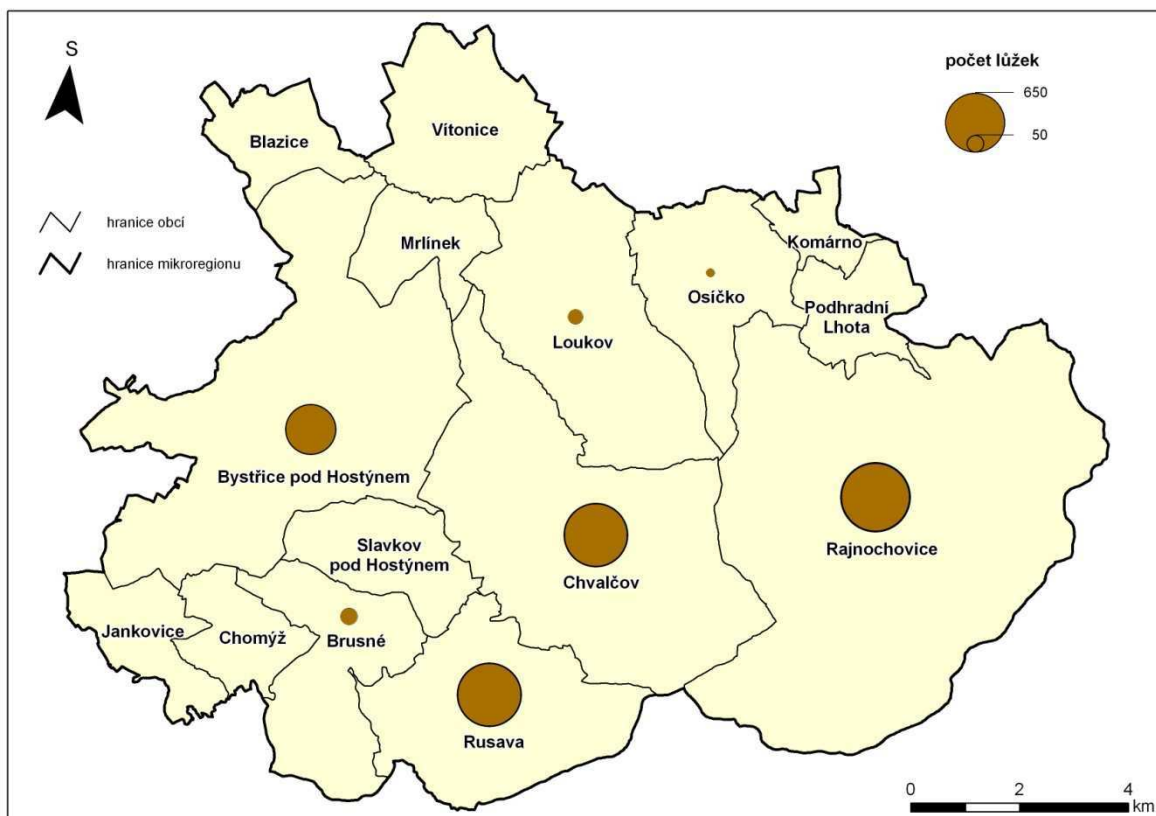 S
hranice obcí
hranice mikroregionu
počet lůžek
650
50
Vítonice
Blazice
Mrlínek
Komárno
Osíčko
Podhradní
Lhota
Loukov
Bystřice pod Hostýnem
Rajnochovice
Slavkov
pod Hostýnem
Chvalčov
Jankovice
Chomýž
Brusné
Rusava
0 2 4
km